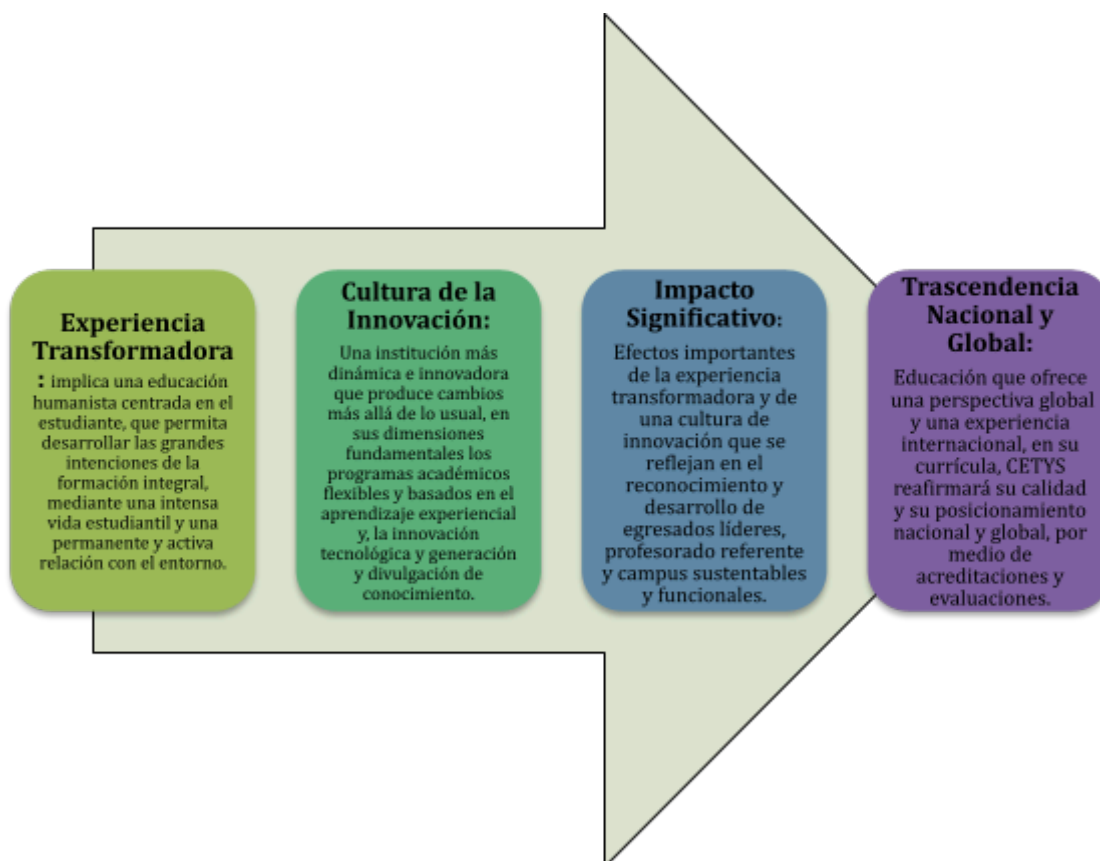 Experiencia
Transformadora
: implica una educación
humanista centrada en el
estudiante, que permita
desarrollar las grandes
intenciones de la
formación integral,
mediante una intensa
vida estudiantil y una
permanente y activa
relación con el entorno.
Cultura de la
Innovación:
Una institución más
dinámica e innovadora
que produce cambios
más allá de lo usual, en
sus dimensiones
fundamentales los
programas académicos
flexibles y basados en el
aprendizaje experiencial
y, la innovación
tecnológica y generación
y divulgación de
conocimiento.
Impacto
Significativo:
Efectos importantes
de la experiencia
transformadora y de
una cultura de
innovación que se
reflejan en el
reconocimiento y
desarrollo de
egresados líderes,
profesorado referente
y campus sustentables
y funcionales.
Trascendencia
Nacional y
Global:
Educación que ofrece
una perspectiva global
y una experiencia
internacional, en su
currícula, CETYS
reafirmará su calidad
y su posicionamiento
nacional y global, por
medio de
acreditaciones y
evaluaciones.